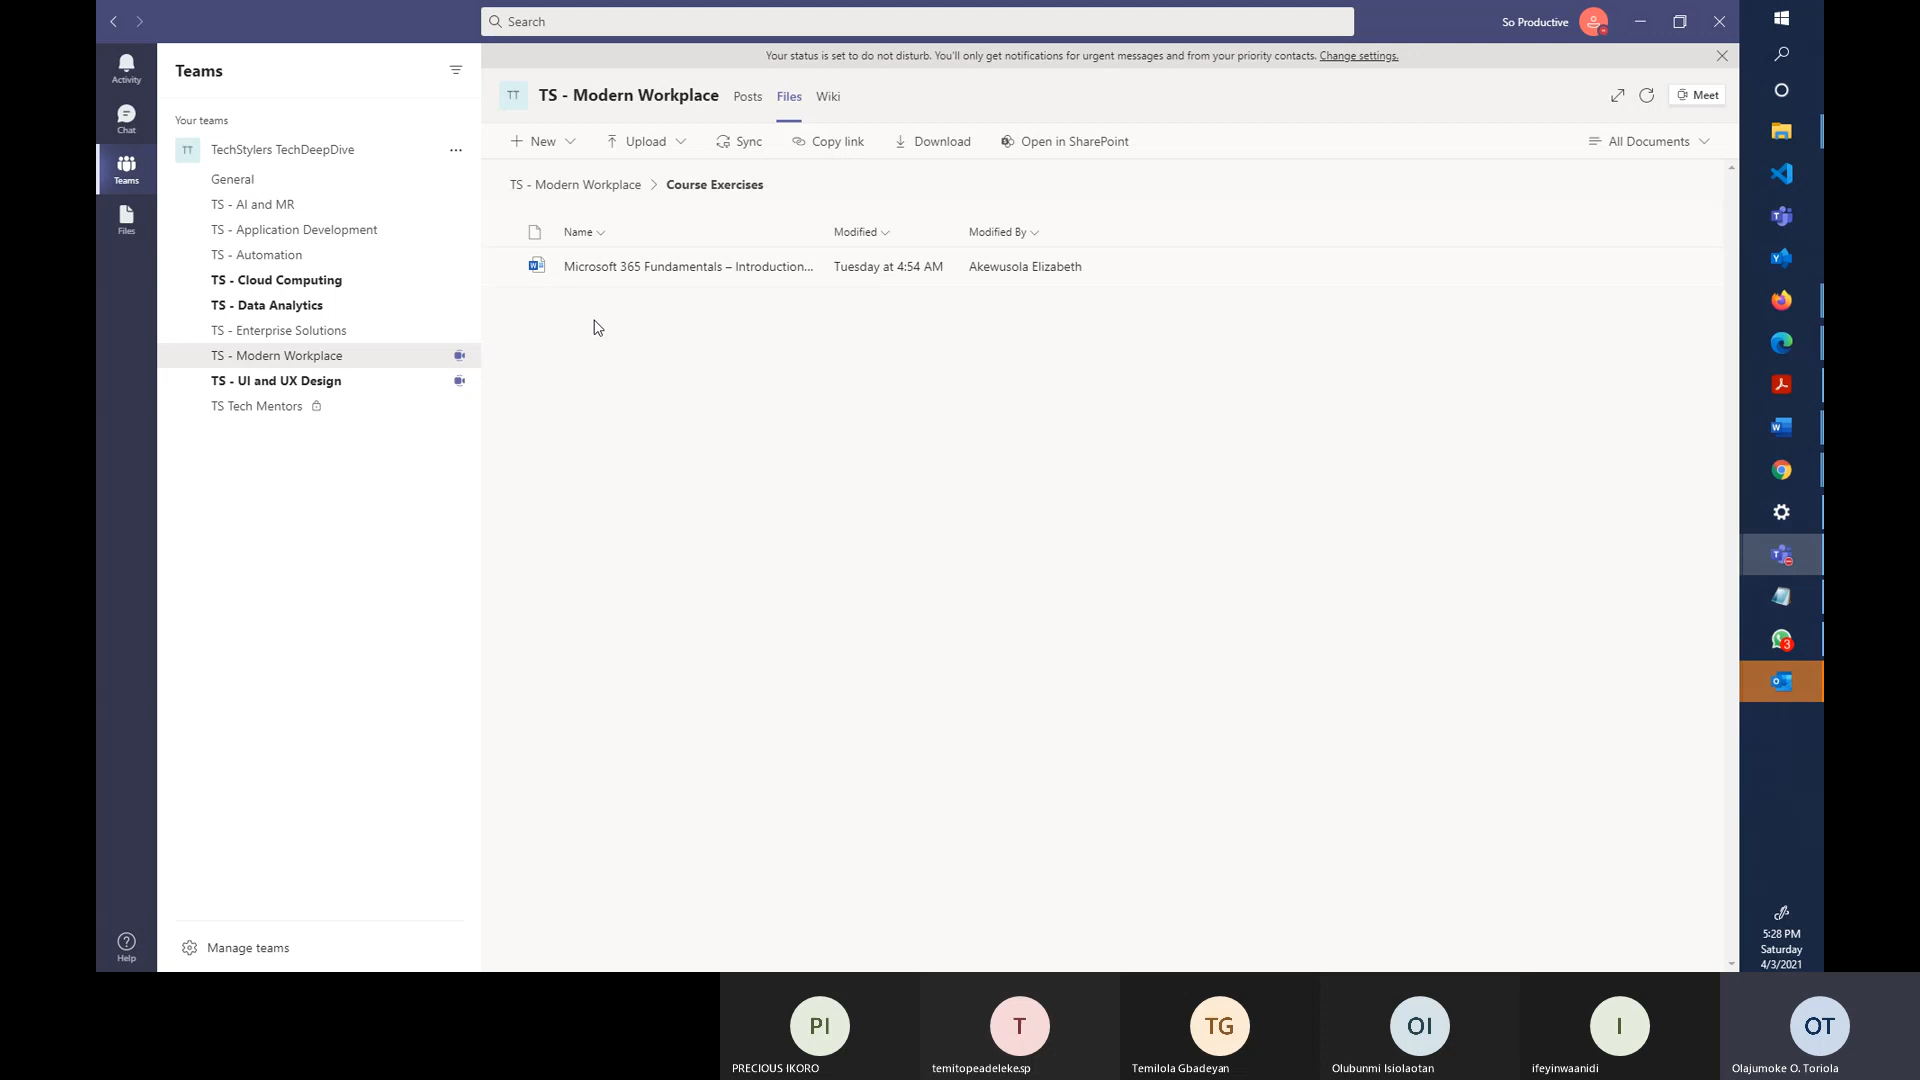 Search
So Productive
Your status is set to do not disturb. You'll only get notifications for urgent messages and from your priority contacts. Change settings.
Activity
Chat
Teams
Files
Help
Teams
Your teams
TT
TechStylers TechDeepDive
General
TS - AI and MR
TS - Application Development
TS - Automation
TS - Cloud Computing
TS - Data Analytics
TS - Enterprise Solutions
TS - Modern Workplace
TS - UI and UX Design
TS Tech Mentors
Manage teams
TT
TS - Modern Workplace
Posts
Files
Wiki
Meet
New
Upload
Sync
Copy link
Download
Open in SharePoint
All Documents
TS - Modern Workplace > Course Exercises
Name
Modified
Modified By
Microsoft 365 Fundamentals – Introduction...
Tuesday at 4:54 AM
Akewusola Elizabeth
3
5:28 PM
Saturday
4/3/2021
PI
PRECIOUS IKORO
T
temitopeadeleke.sp
TG
Temilola Gbadeyan
OI
Olubunmi Isiolaotan
I
ifeyinwaanidi
OT
Olajumoke O. Toriola